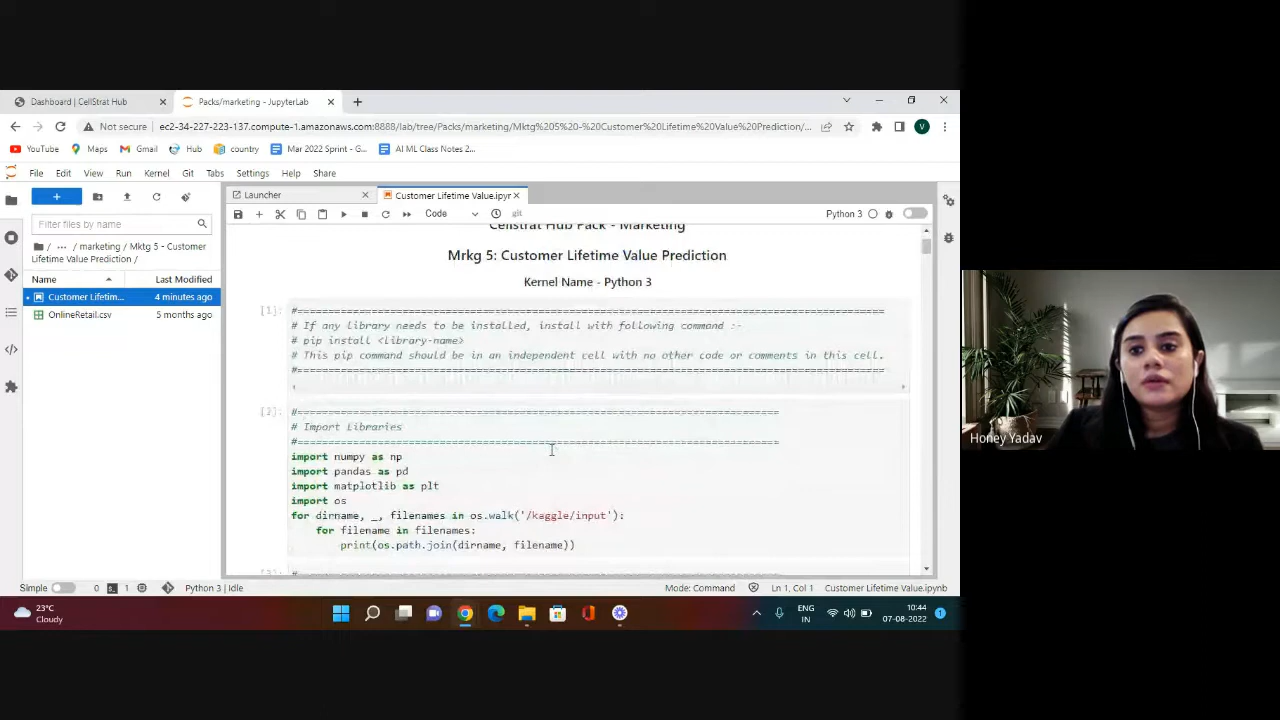 Dashboard | CellStrat Hub
Packs/marketing - JupyterLab
Not secure
ec2-34-227-223-137.compute-1.amazonaws.com:8888/lab/tree/Packs/marketing/Mktg%205%20-%20Customer%20Lifetime%20Value%20Prediction/...
V
YouTube
Maps
Gmail
Hub
country
Mar 2022 Sprint - G...
AI ML Class Notes 2...
File Edit View Run Kernel Git Tabs Settings Help Share
Launcher
Customer Lifetime Value.ipyr
Code
git
Python 3
Filter files by name
/ ... / marketing / Mktg 5 - Customer
Lifetime Value Prediction /
Name
Last Modified
Customer Lifetim...
4 minutes ago
OnlineRetail.csv
5 months ago
Cellstrat Hub Pack - Marketing
Mrkg 5: Customer Lifetime Value Prediction
Kernel Name - Python 3
[1]:
#================================================================================
# If any library needs to be installed, install with following command :-
# pip install <library-name>
# This pip command should be in an independent cell with no other code or comments in this cell.
#================================================================================
[2]:
#================================================================================
# Import Libraries
#================================================================================
import numpy as np
import pandas as pd
import matplotlib as plt
import os
for dirname, _, filenames in os.walk('/kaggle/input'):
for filename in filenames:
print(os.path.join(dirname, filename))
Simple
0
1
Python 3 | Idle
Mode: Command
Ln 1, Col 1
Customer Lifetime Value.ipynb
23°C
Cloudy
ENG
IN
10:44
07-08-2022
1
Honey Yadav